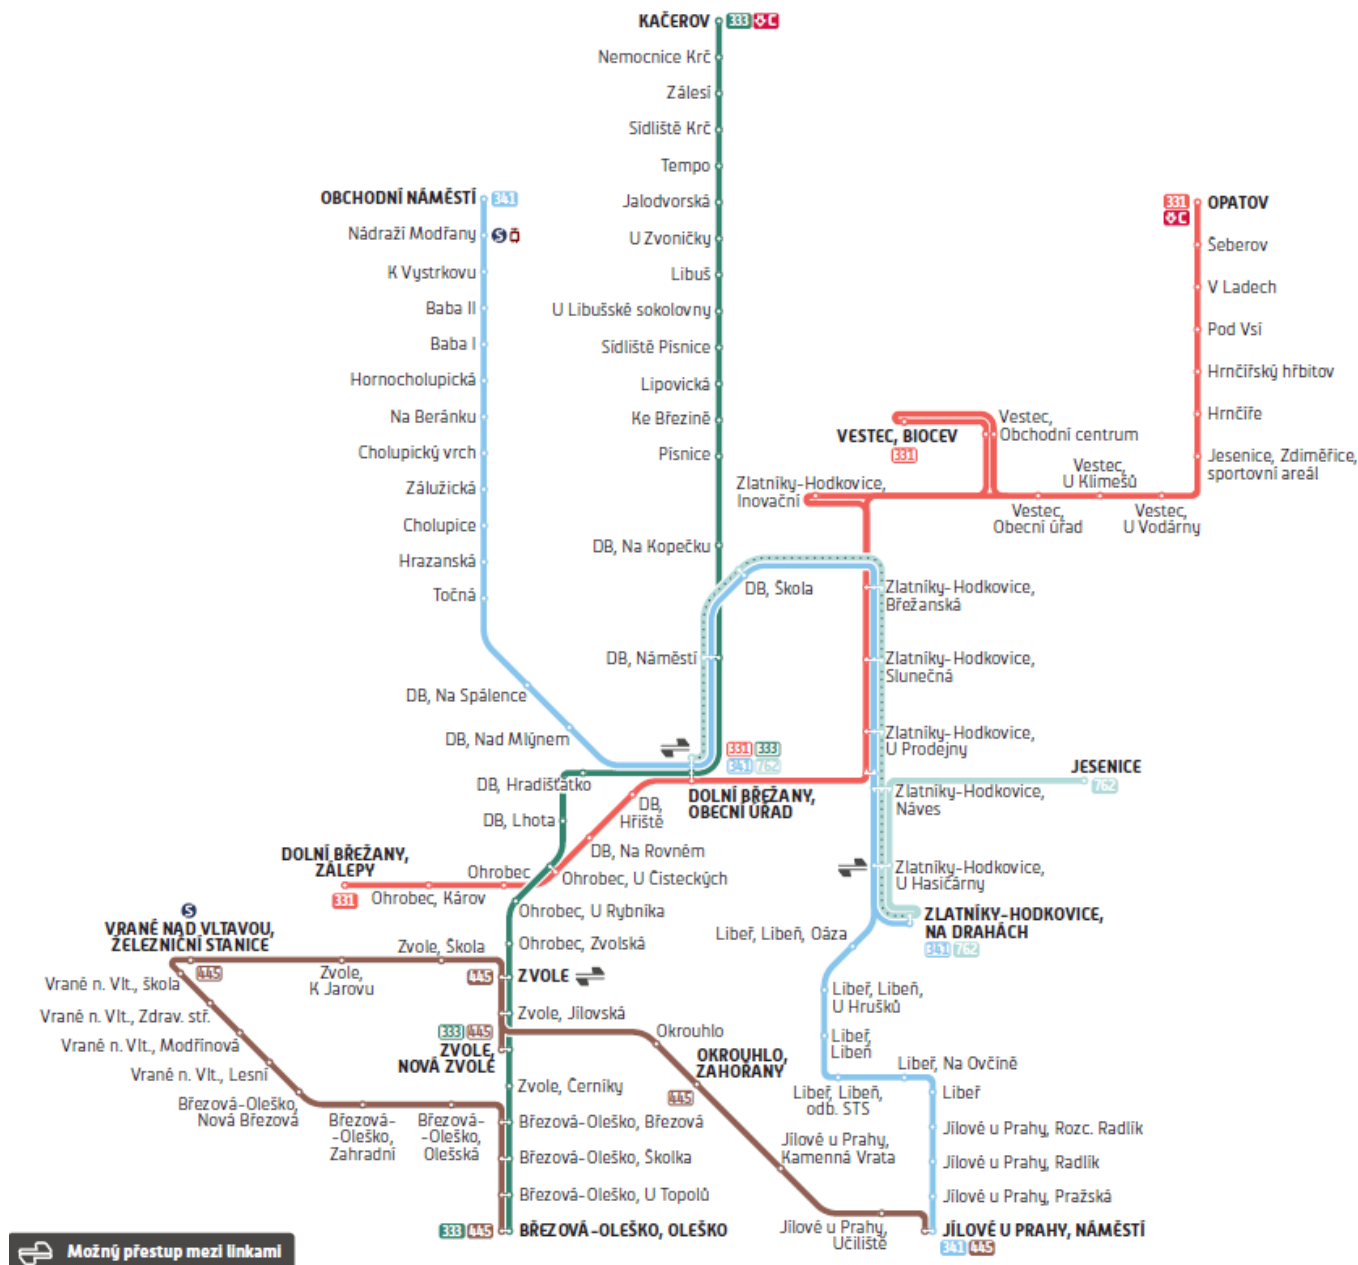 KAČEROV
333
C
Nemocnice Krč
Zálesí
Sídliště Krč
Tempo
Jalodvorská
U Zvoničky
Libuš
U Libušské sokolovny
Sídliště Písnice
Lipovická
Ke Březině
Písnice
DB, Na Kopečku
DB, Náměstí
OBCHODNÍ NÁMĚSTÍ
341
Nádraží Modřany
S
K Vystrkovu
Baba II
Baba I
Hornocholupická
Na Beránku
Cholupický vrch
Zálužická
Cholupice
Hrazanská
Točná
DB, Na Spálence
DB, Nad Mlýnem
331
C
OPATOV
Šeberov
V Ladech
Pod Vsí
Hrnčířský hřbitov
Hrnčíře
Jesenice, Zdiměřice,
sportovní areál
Vestec,
Obchodní centrum
VESTEC, BIOCEV
331
Vestec,
U Klimešů
Zlatníky-Hodkovice,
Inovační
Vestec,
Obecní úřad
Vestec,
U Vodárny
DB, Škola
Zlatníky-Hodkovice,
Břežanská
Zlatníky-Hodkovice,
Slunečná
Zlatníky-Hodkovice,
U Prodejny
331 333
341 762
DOLNÍ BŘEŽANY,
OBECNÍ ÚŘAD
JESENICE
762
Zlatníky-Hodkovice,
Náves
Zlatníky-Hodkovice,
U Hasičárny
ZLATNÍKY-HODKOVICE,
NA DRAHÁCH
341 762
DB, Hradišťátko
DB, Lhota
DB,
Hřiště
DB, Na Rovném
DOLNÍ BŘEŽANY,
ZÁLEPY
331
Ohrobec
Ohrobec, U Čisteckých
Ohrobec, Károv
Ohrobec, U Rybníka
Ohrobec, Zvolská
S
VRANÉ NAD VLTAVOU,
ŽELEZNIČNÍ STANICE
445
Zvole, Škola
Zvole,
K Jarovu
445
ZVOLE
Vrané n. Vlt., škola
Vrané n. Vlt., Zdrav. stř.
Vrané n. Vlt., Modřínová
Vrané n. Vlt., Lesní
Březová-Oleško,
Nová Březová
Březová-
-Oleško,
Zahradní
Březová-
-Oleško,
Olešská
Zvole, Jílovská
333 445
ZVOLE,
NOVÁ ZVOLE
Zvole, Černíky
Březová-Oleško, Březová
Březová-Oleško, Školka
Březová-Oleško, U Topolů
333 445
BŘEZOVÁ-OLEŠKO, OLEŠKO
Okrouhlo
OKROUHLO,
ZAHOŘANY
445
Jílové u Prahy,
Kamenná Vrata
Jílové u Prahy,
Učiliště
Libeř, Libeň, Oáza
Libeř, Libeň,
U Hrušků
Libeř,
Libeň
Libeř, Na Ovčíně
Libeř, Libeň,
odb. STS
Libeř
Jílové u Prahy, Rozc. Radlík
Jílové u Prahy, Radlík
Jílové u Prahy, Pražská
JÍLOVÉ U PRAHY, NÁMĚSTÍ
341 445
Možný přestup mezi linkami